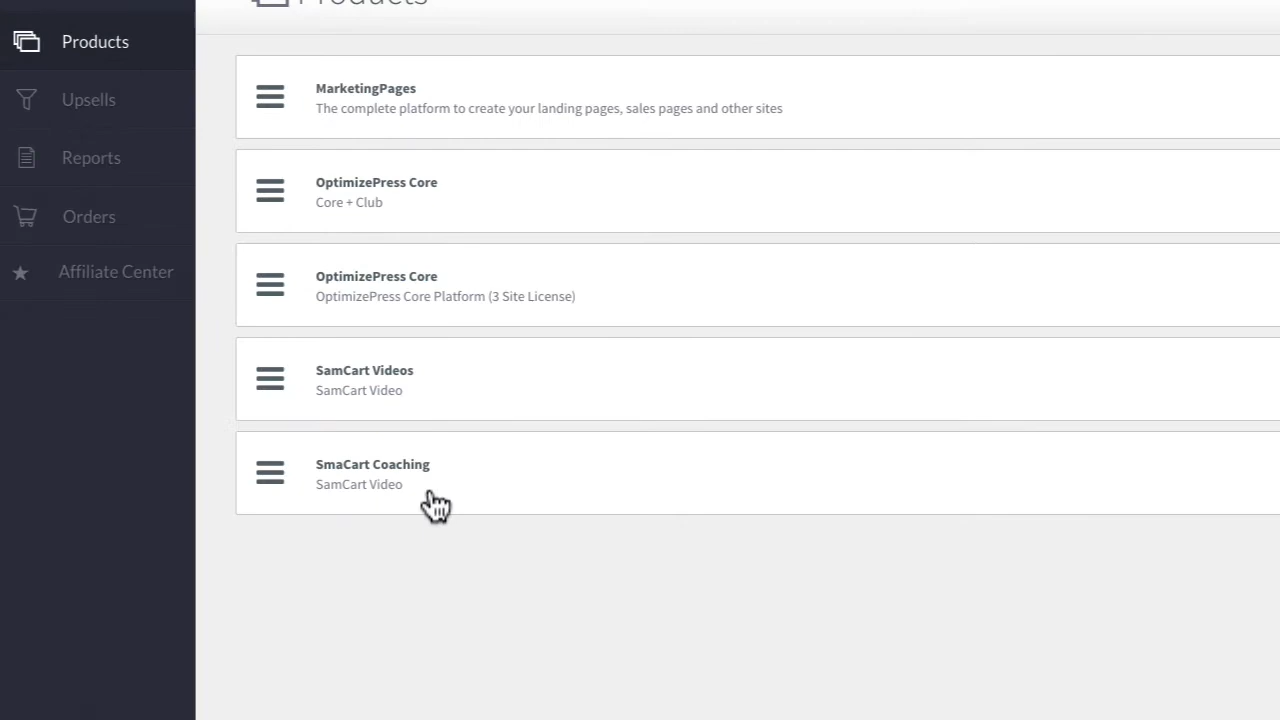 Products
Products
Upsells
Reports
Orders
Affiliate Center
MarketingPages
The complete platform to create your landing pages, sales pages and other sites
OptimizePress Core
Core + Club
OptimizePress Core
OptimizePress Core Platform (3 Site License)
SamCart Videos
SamCart Video
SmaCart Coaching
SamCart Video